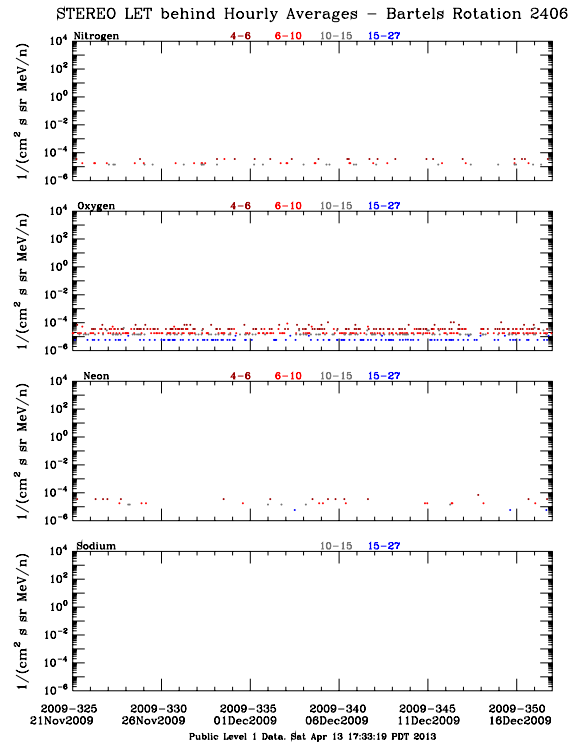 STEREO LET behind Hourly Averages – Bartels Rotation 2406
Nitrogen 4–6 6–10 10–15 15–27
10^4
10^2
10^0
10^-2
10^-4
10^-6
1/(cm^2 s sr MeV/n)
Oxygen 4–6 6–10 10–15 15–27
10^4
10^2
10^0
10^-2
10^-4
10^-6
1/(cm^2 s sr MeV/n)
Neon 4–6 6–10 10–15 15–27
10^4
10^2
10^0
10^-2
10^-4
10^-6
1/(cm^2 s sr MeV/n)
Sodium 10–15 15–27
10^4
10^2
10^0
10^-2
10^-4
10^-6
1/(cm^2 s sr MeV/n)
2009–325 2009–330 2009–335 2009–340 2009–345 2009–350
21Nov2009 26Nov2009 01Dec2009 06Dec2009 11Dec2009 16Dec2009
Public Level 1 Data. Sat Apr 13 17:33:19 PDT 2013